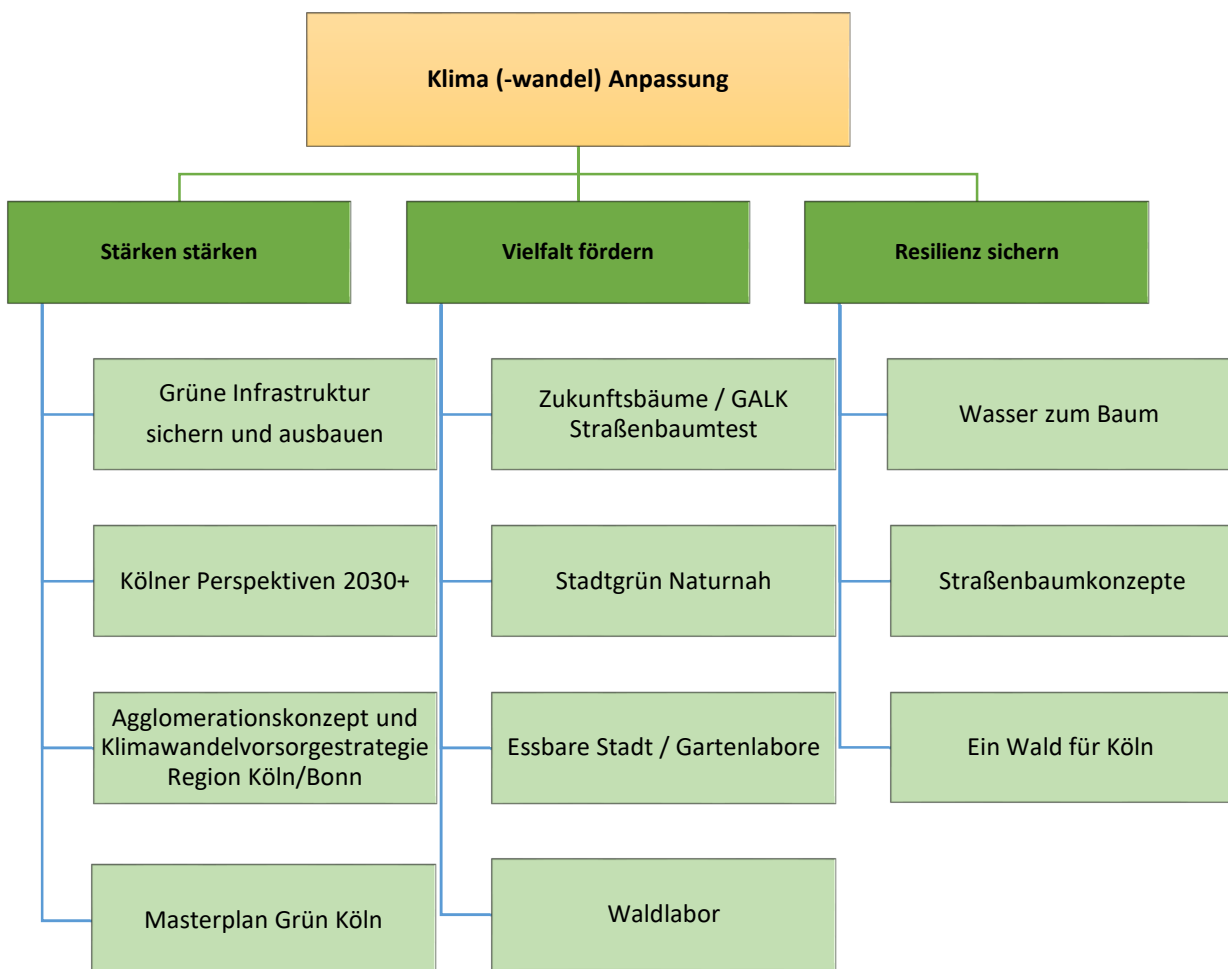 Klima (-wandel) Anpassung
Stärken stärken
Grüne Infrastruktur
sichern und ausbauen
Kölner Perspektiven 2030+
Agglomerationskonzept und
Klimawandelvorsorgestrategie
Region Köln/Bonn
Masterplan Grün Köln
Vielfalt fördern
Zukunftsbäume / GALK
Straßenbaumtest
Stadtgrün Naturnah
Essbare Stadt / Gartenlabore
Waldlabor
Resilienz sichern
Wasser zum Baum
Straßenbaumkonzepte
Ein Wald für Köln